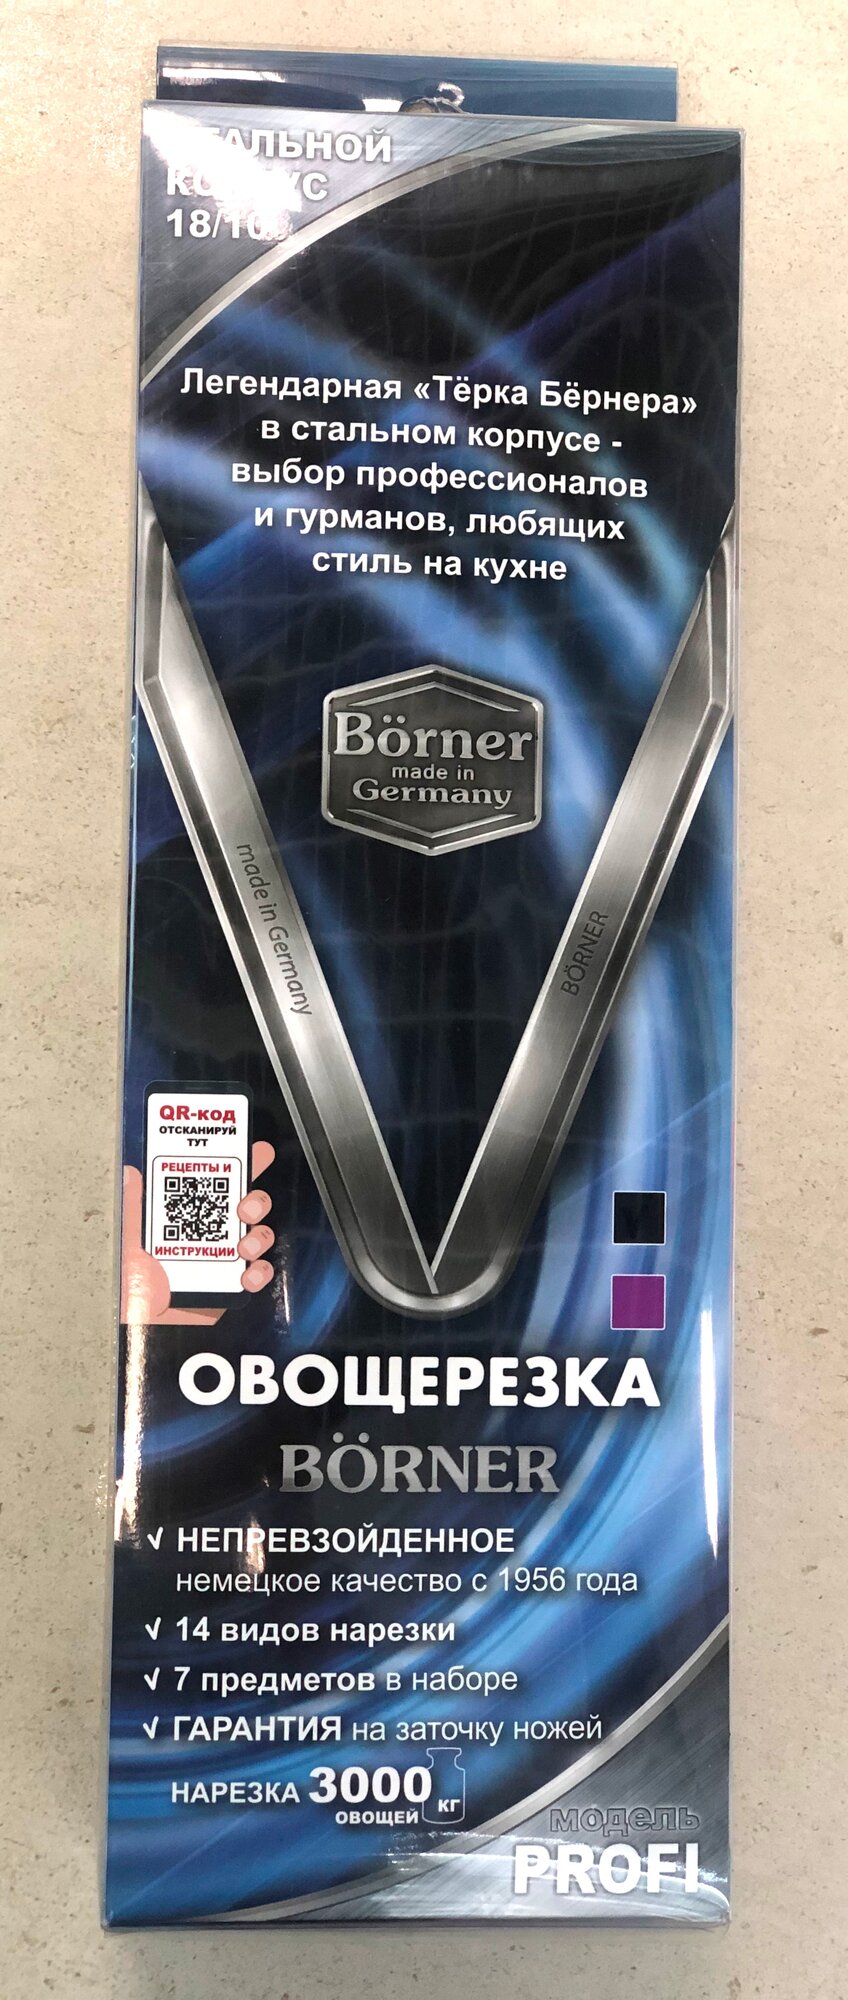 СТАЛЬНОЙ
КОРПУС
18/10
Легендарная «Тёрка Бёрнера»
в стальном корпусе -
выбор профессионалов
и гурманов, любящих
стиль на кухне
Börner
made in
Germany
made in Germany
BÖRNER
QR-код
ОТСКАНИРУЙ
ТУТ
РЕЦЕПТЫ И
ИНСТРУКЦИИ
ОВОЩЕРЕЗКА
BÖRNER
√ НЕПРЕВЗОЙДЕННОЕ
немецкое качество с 1956 года
√ 14 видов нарезки
√ 7 предметов в наборе
√ ГАРАНТИЯ на заточку ножей
НАРЕЗКА 3000 кг
ОВОЩЕЙ
модель
PROFI